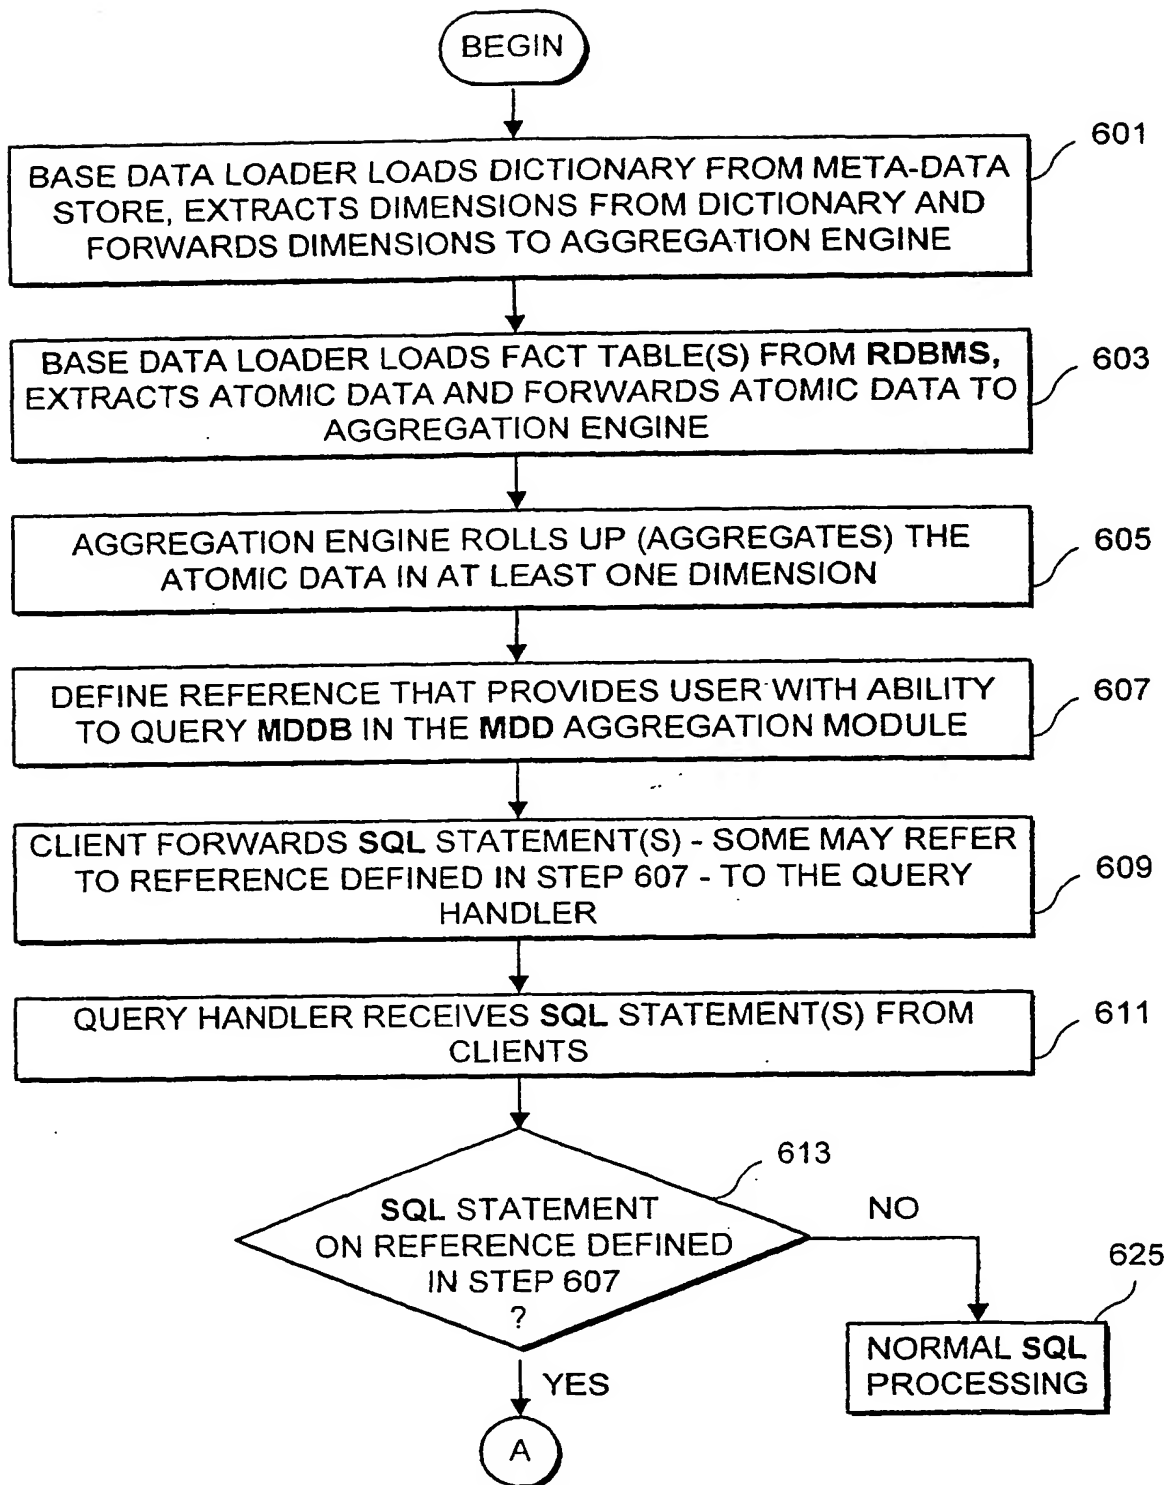 BEGIN
601
BASE DATA LOADER LOADS DICTIONARY FROM META-DATA
STORE, EXTRACTS DIMENSIONS FROM DICTIONARY AND
FORWARDS DIMENSIONS TO AGGREGATION ENGINE
603
BASE DATA LOADER LOADS FACT TABLE(S) FROM RDBMS,
EXTRACTS ATOMIC DATA AND FORWARDS ATOMIC DATA TO
AGGREGATION ENGINE
605
AGGREGATION ENGINE ROLLS UP (AGGREGATES) THE
ATOMIC DATA IN AT LEAST ONE DIMENSION
607
DEFINE REFERENCE THAT PROVIDES USER WITH ABILITY
TO QUERY MDDB IN THE MDD AGGREGATION MODULE
609
CLIENT FORWARDS SQL STATEMENT(S) - SOME MAY REFER
TO REFERENCE DEFINED IN STEP 607 - TO THE QUERY
HANDLER
611
QUERY HANDLER RECEIVES SQL STATEMENT(S) FROM
CLIENTS
613
SQL STATEMENT
ON REFERENCE DEFINED
IN STEP 607
?
NO
625
NORMAL SQL
PROCESSING
YES
A